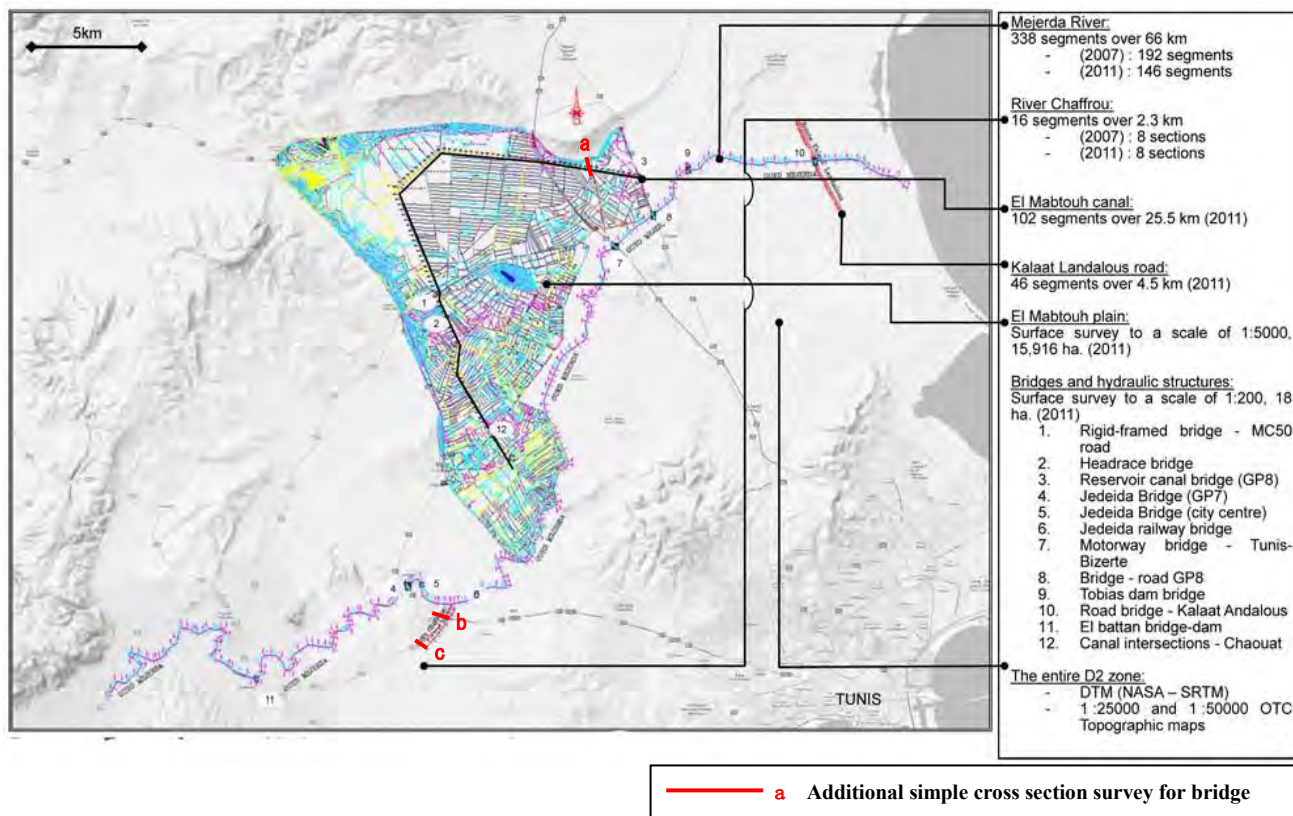 5km
a
3
9
10
8
7
1
2
12
OUED MEJERDA
4
5
6
b
c
11
TUNIS
Mejerda River:
338 segments over 66 km
- (2007) : 192 segments
- (2011) : 146 segments
River Chaffrou:
16 segments over 2.3 km
- (2007) : 8 sections
- (2011) : 8 sections
El Mabtouh canal:
102 segments over 25.5 km (2011)
Kalaat Landalous road:
46 segments over 4.5 km (2011)
El Mabtouh plain:
Surface survey to a scale of 1:5000,
15,916 ha. (2011)
Bridges and hydraulic structures:
Surface survey to a scale of 1:200, 18
ha. (2011)
1. Rigid-framed bridge - MC50
road
2. Headrace bridge
3. Reservoir canal bridge (GP8)
4. Jedeida Bridge (GP7)
5. Jedeida Bridge (city centre)
6. Jedeida railway bridge
7. Motorway bridge - Tunis-
Bizerte
8. Bridge - road GP8
9. Tobias dam bridge
10. Road bridge - Kalaat Andalous
11. El battan bridge-dam
12. Canal intersections - Chaouat
The entire D2 zone:
- DTM (NASA – SRTM)
- 1 :25000 and 1 :50000 OTC
Topographic maps
a Additional simple cross section survey for bridge